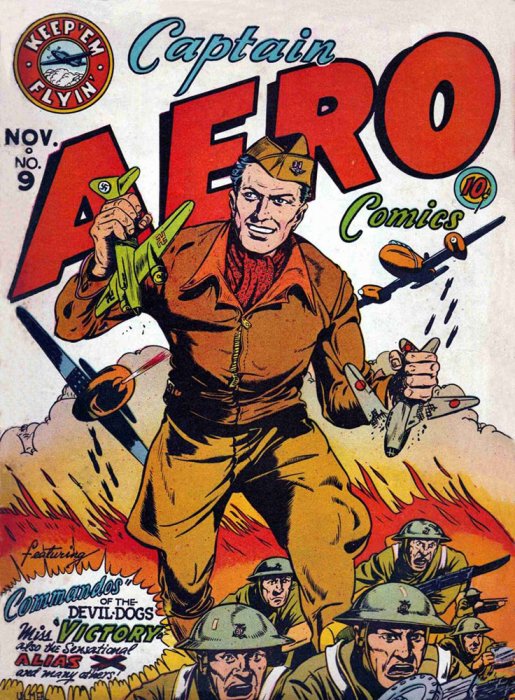 KEEP 'EM
FLYIN'
Captain
AERO
Comics
NOV.
NO.
9
10¢
Featuring
Commandos'
OF THE
DEVIL-DOGS
Miss 'VICTORY'
also the Sensational
ALIAS X
and many others!